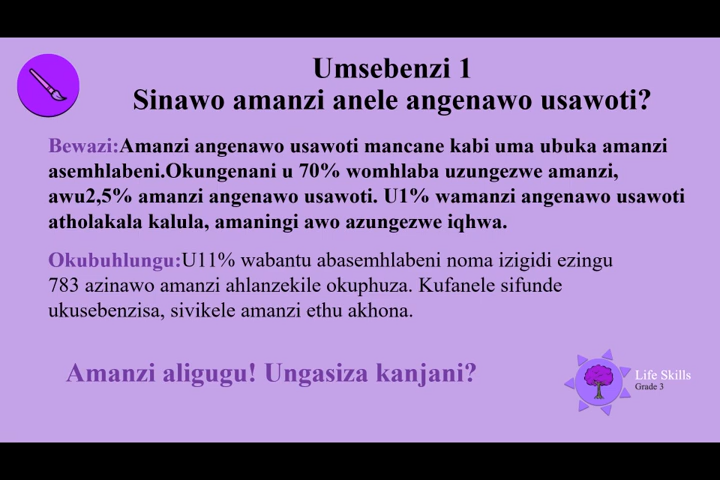 Umsebenzi 1
Sinawo amanzi anele angenawo usawoti?
Bewazi:Amanzi angenawo usawoti mancane kabi uma ubuka amanzi
asemhlabeni.Okungenani u 70% womhlaba uzungezwe amanzi,
awu2,5% amanzi angenawo usawoti. U1% wamanzi angenawo usawoti
atholakala kalula, amaningi awo azungezwe iqhwa.
Okubuhlungu:U11% wabantu abasemhlabeni noma izigidi ezingu
783 azinawo amanzi ahlanzekile okuphuza. Kufanele sifunde
ukusebenzisa, sivikele amanzi ethu akhona.
Amanzi aligugu! Ungasiza kanjani?
Life Skills
Grade 3